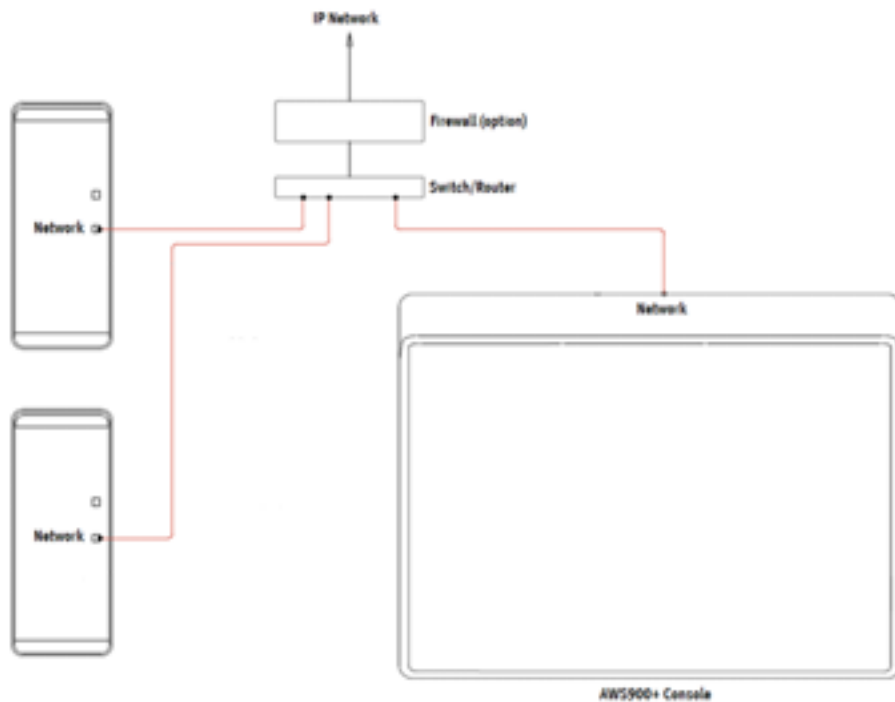 IP Network
Firewall (option)
Switch/Router
Network
Network
Network
AWS900+ Console